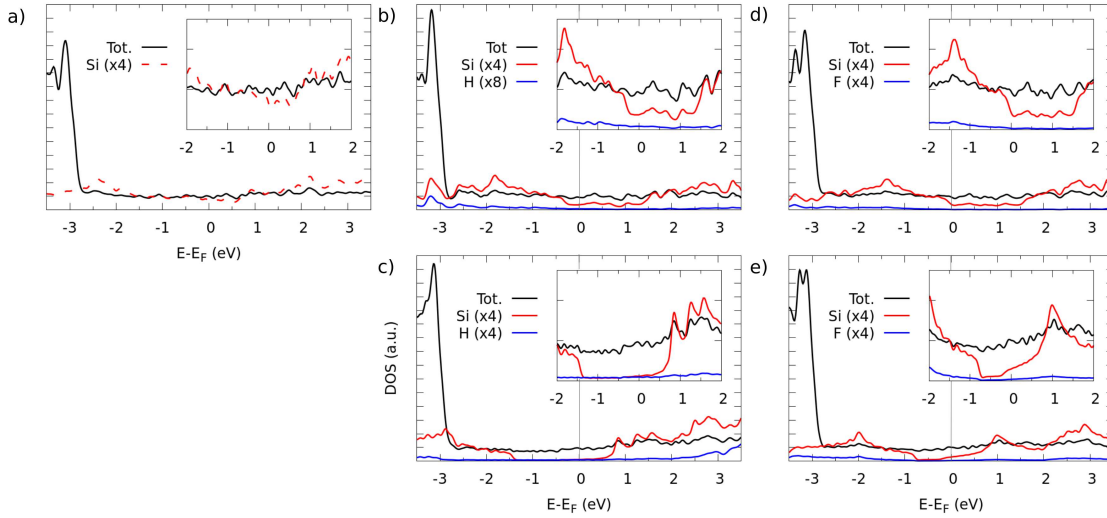 a)
Tot.
Si (x4)
-2 -1 0 1 2
-3 -2 -1 0 1 2 3
E-E_F (eV)
b)
Tot.
Si (x4)
H (x8)
-2 -1 0 1 2
-3 -2 -1 0 1 2 3
d)
Tot.
Si (x4)
F (x4)
-2 -1 0 1 2
-3 -2 -1 0 1 2 3
c)
DOS (a.u.)
Tot.
Si (x4)
H (x4)
-2 -1 0 1 2
-3 -2 -1 0 1 2 3
E-E_F (eV)
e)
Tot.
Si (x4)
F (x4)
-2 -1 0 1 2
-3 -2 -1 0 1 2 3
E-E_F (eV)